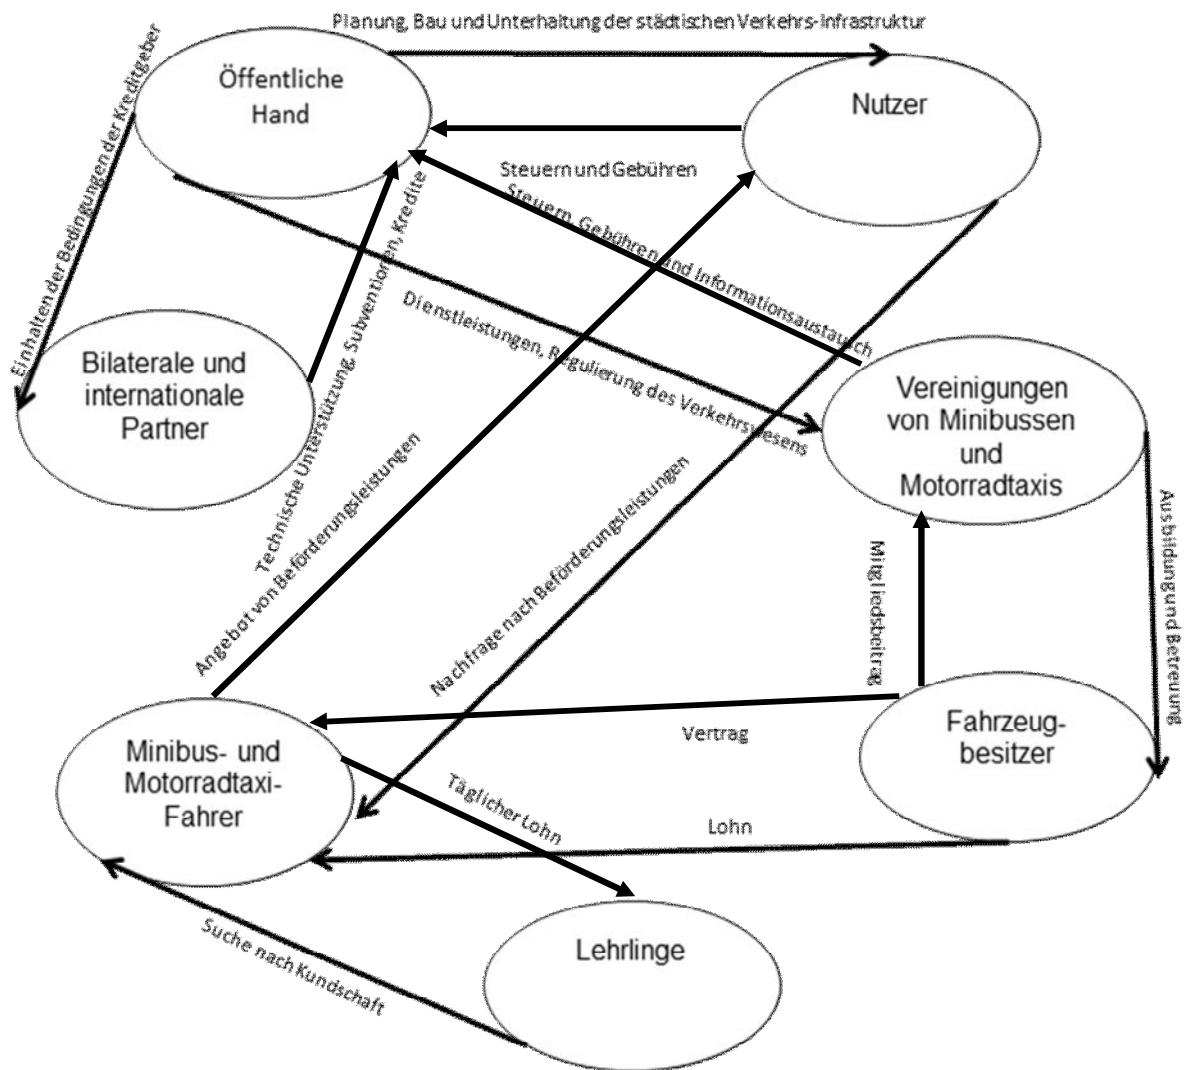 Planung, Bau und Unterhaltung der städtischen Verkehrs-Infrastruktur
Öffentliche
Hand
Nutzer
Einhalten der Bedingungen der Kreditgeber
Steuern und Gebühren
Steuern, Gebühren und Informationsaustausch
Technische Unterstützung, Subventionen, Kredite
Dienstleistungen, Regulierung des Verkehrswesens
Bilaterale und
internationale
Partner
Vereinigungen
von Minibussen
und
Motorradtaxis
Angebot von Beförderungsleistungen
Nachfrage nach Beförderungsleistungen
Mitgliedsbeitrag
Ausbildung und Betreuung
Minibus- und
Motorradtaxi-
Fahrer
Vertrag
Fahrzeug-
besitzer
Täglicher Lohn
Lohn
Suche nach Kundschaft
Lehrlinge